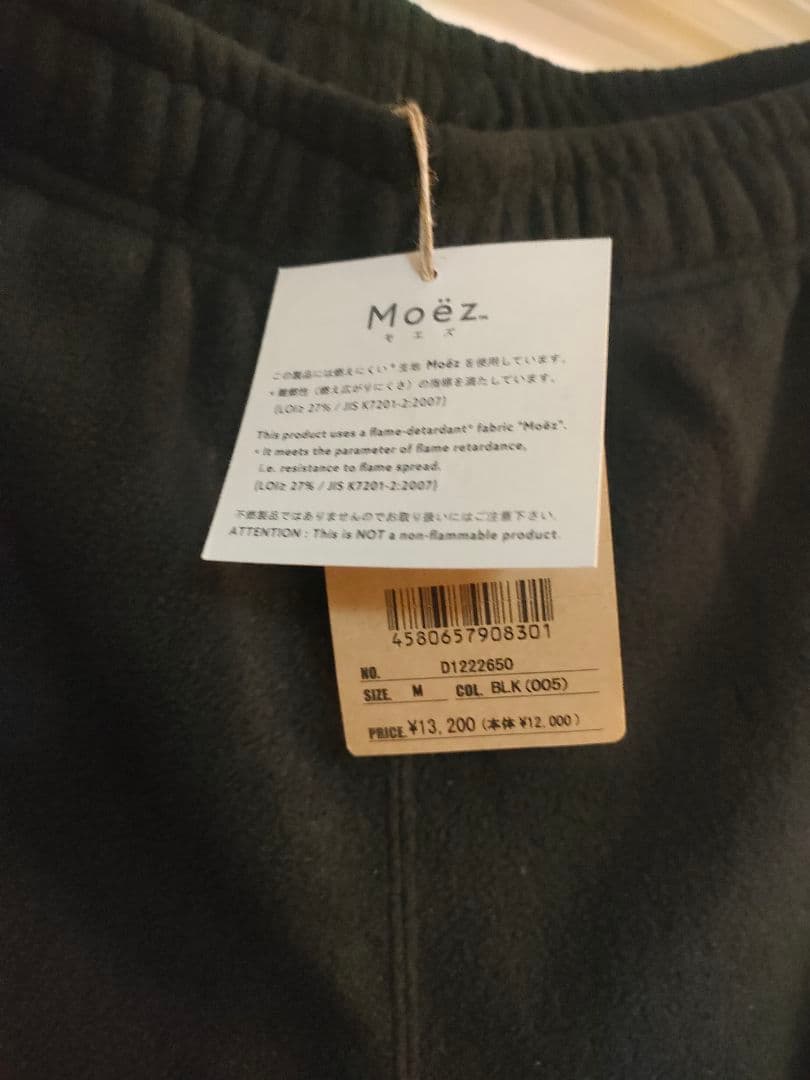 Moëz™
モ エ ズ
この製品には燃えにくい*生地 Moëz を使用しています。
*難燃性（燃え広がりにくさ）の指標を満たしています。
(LOI≥ 27% / JIS K7201-2:2007)
This product uses a flame-detardant* fabric "Moëz".
* It meets the parameter of flame retardance,
i.e. resistance to flame spread.
(LOI≥ 27% / JIS K7201-2:2007)
不燃製品ではありませんのでお取り扱いにはご注意下さい。
ATTENTION : This is NOT a non-flammable product.
4580657908301
NO. D1222650
SIZE. M COL. BLK(005)
PRICE.¥13,200 (本体 ¥12,000)